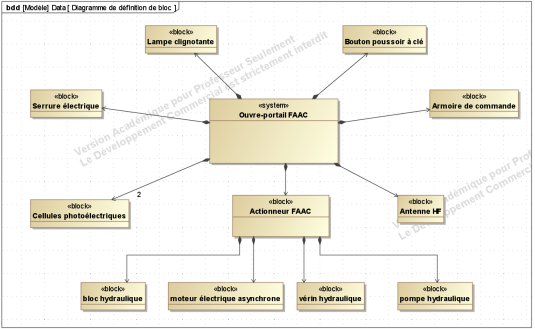 bdd [Modèle] Data [ Diagramme de définition de bloc ]
«block»
Lampe clignotante
«block»
Bouton poussoir à clé
Version Académique pour Professeur Seulement
Le Développement Commercial est strictement interdit
«block»
Serrure électrique
«system»
Ouvre-portail FAAC
«block»
Armoire de commande
2
«block»
Cellules photoélectriques
«block»
Actionneur FAAC
«block»
Antenne HF
Version Académique pour Prof
Le Développement Commerc
«block»
bloc hydraulique
«block»
moteur électrique asynchrone
«block»
vérin hydraulique
«block»
pompe hydraulique